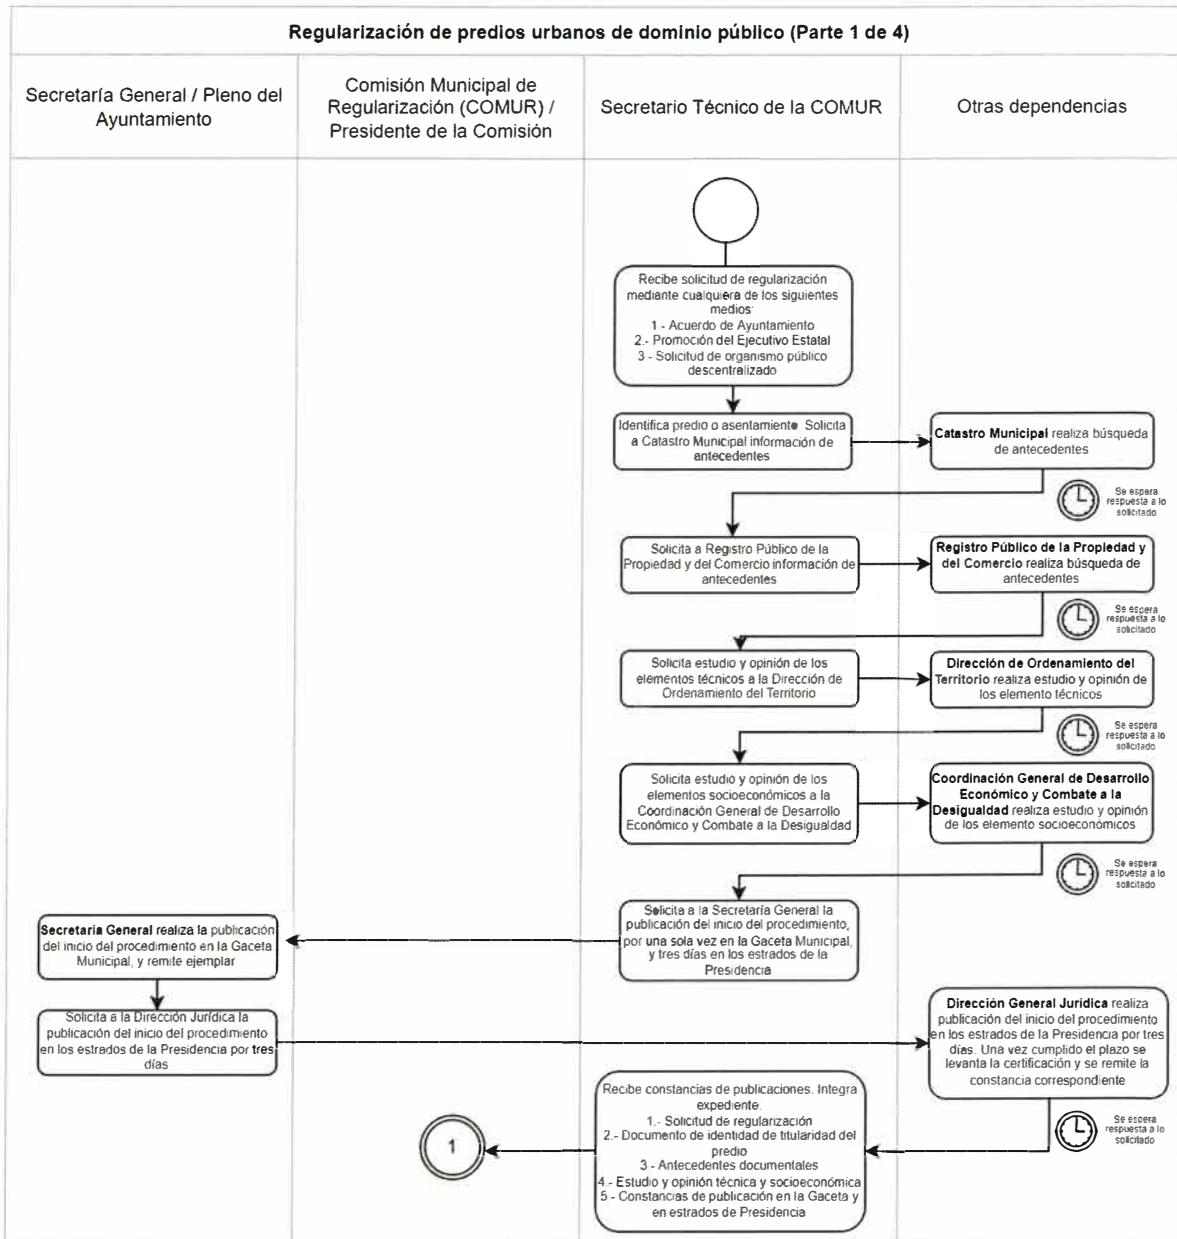 Regularización de predios urbanos de dominio público (Parte 1 de 4)
Secretaría General / Pleno del
Ayuntamiento
Comisión Municipal de
Regularización (COMUR) /
Presidente de la Comisión
Secretario Técnico de la COMUR
Otras dependencias
Recibe solicitud de regularización
mediante cualquiera de los siguientes
medios:
1 - Acuerdo de Ayuntamiento
2.- Promoción del Ejecutivo Estatal
3 - Solicitud de organismo público
descentralizado
Identifica predio o asentamiento. Solicita
a Catastro Municipal información de
antecedentes
Catastro Municipal realiza búsqueda
de antecedentes
Se espera
respuesta a lo
solicitado
Solicita a Registro Público de la
Propiedad y del Comercio información de
antecedentes
Registro Público de la Propiedad y
del Comercio realiza búsqueda de
antecedentes
Se espera
respuesta a lo
solicitado
Solicita estudio y opinión de los
elementos técnicos a la Dirección de
Ordenamiento del Territorio
Dirección de Ordenamiento del
Territorio realiza estudio y opinión de
los elemento técnicos
Se espera
respuesta a lo
solicitado
Solicita estudio y opinión de los
elementos socioeconómicos a la
Coordinación General de Desarrollo
Económico y Combate a la Desigualdad
Coordinación General de Desarrollo
Económico y Combate a la
Desigualdad realiza estudio y opinión
de los elemento socioeconómicos
Se espera
respuesta a lo
solicitado
Solicita a la Secretaría General la
publicación del inicio del procedimiento,
por una sola vez en la Gaceta Municipal,
y tres días en los estrados de la
Presidencia
Secretaría General realiza la publicación
del inicio del procedimiento en la Gaceta
Municipal, y remite ejemplar
Solicita a la Dirección Jurídica la
publicación del inicio del procedimiento
en los estrados de la Presidencia por tres
días
Dirección General Jurídica realiza
publicación del inicio del procedimiento
en los estrados de la Presidencia por tres
días. Una vez cumplido el plazo se
levanta la certificación y se remite la
constancia correspondiente
Se espera
respuesta a lo
solicitado
Recibe constancias de publicaciones. Integra
expediente.
1.- Solicitud de regularización
2.- Documento de identidad de titularidad del
predio
3 - Antecedentes documentales
4 - Estudio y opinión técnica y socioeconómica
5 - Constancias de publicación en la Gaceta y
en estrados de Presidencia
1